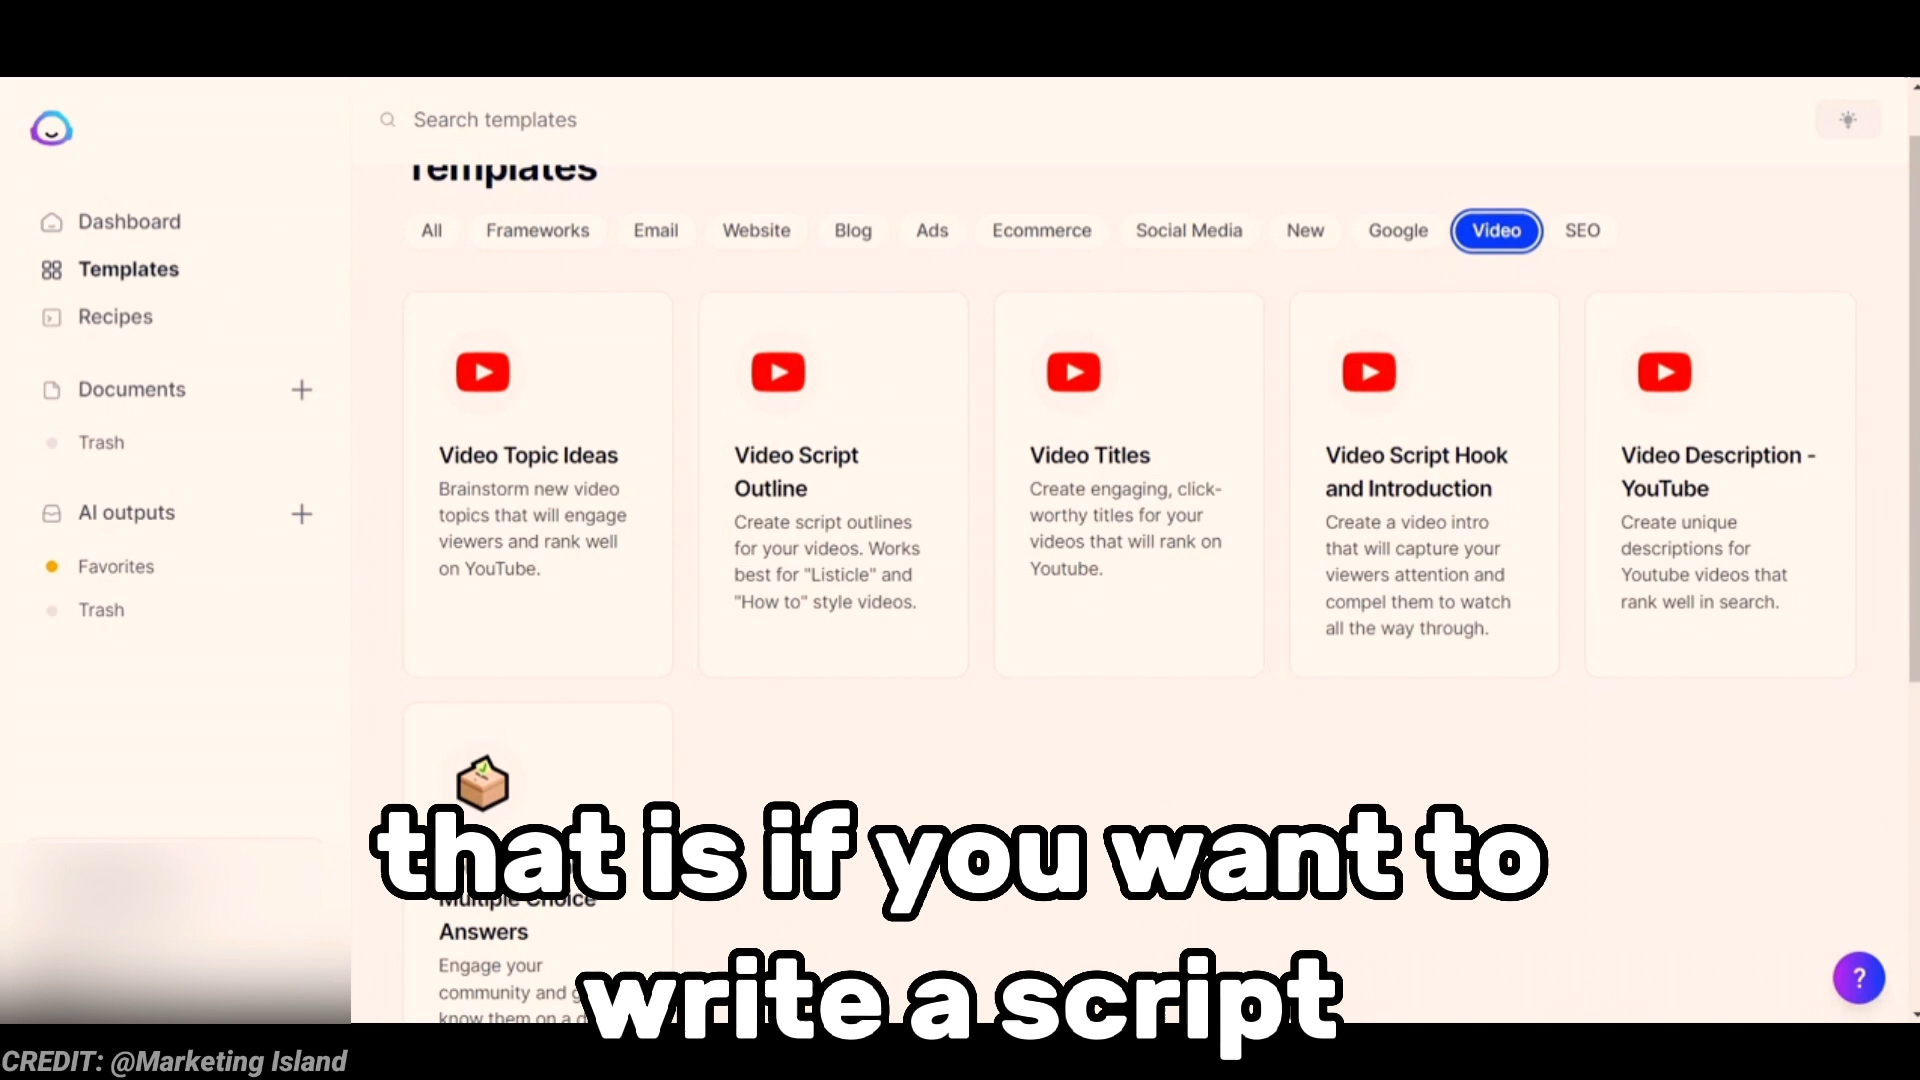 Search templates
Templates
All Frameworks Email Website Blog Ads Ecommerce Social Media New Google Video SEO
Dashboard
Templates
Recipes
Documents
Trash
AI outputs
Favorites
Trash
Video Topic Ideas
Brainstorm new video
topics that will engage
viewers and rank well
on YouTube.
Video Script
Outline
Create script outlines
for your videos. Works
best for "Listicle" and
"How to" style videos.
Video Titles
Create engaging, click-
worthy titles for your
videos that will rank on
Youtube.
Video Script Hook
and Introduction
Create a video intro
that will capture your
viewers attention and
compel them to watch
all the way through.
Video Description -
YouTube
Create unique
descriptions for
Youtube videos that
rank well in search.
Multiple Choice
Answers
Engage your
community and
know them on a
that is if you want to
write a script
?
CREDIT: @Marketing Island